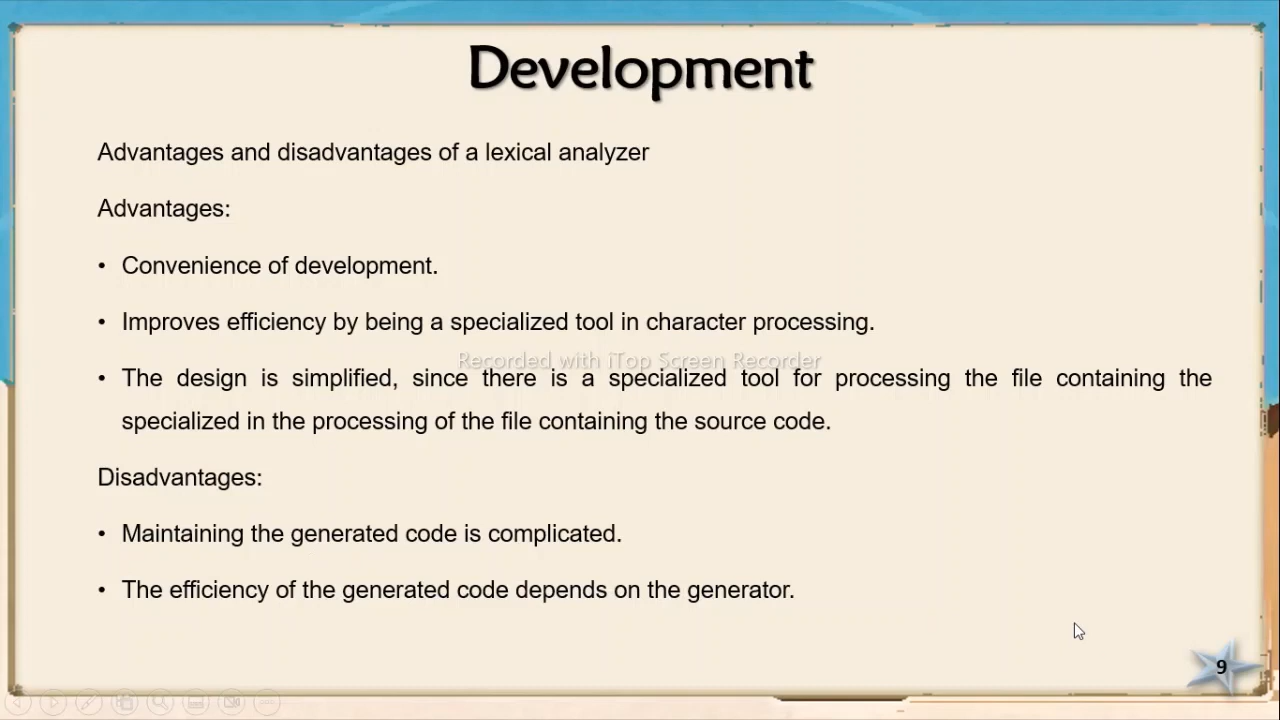 Development
Advantages and disadvantages of a lexical analyzer
Advantages:
• Convenience of development.
• Improves efficiency by being a specialized tool in character processing.
Recorded with iTop Screen Recorder
• The design is simplified, since there is a specialized tool for processing the file containing the
specialized in the processing of the file containing the source code.
Disadvantages:
• Maintaining the generated code is complicated.
• The efficiency of the generated code depends on the generator.
9